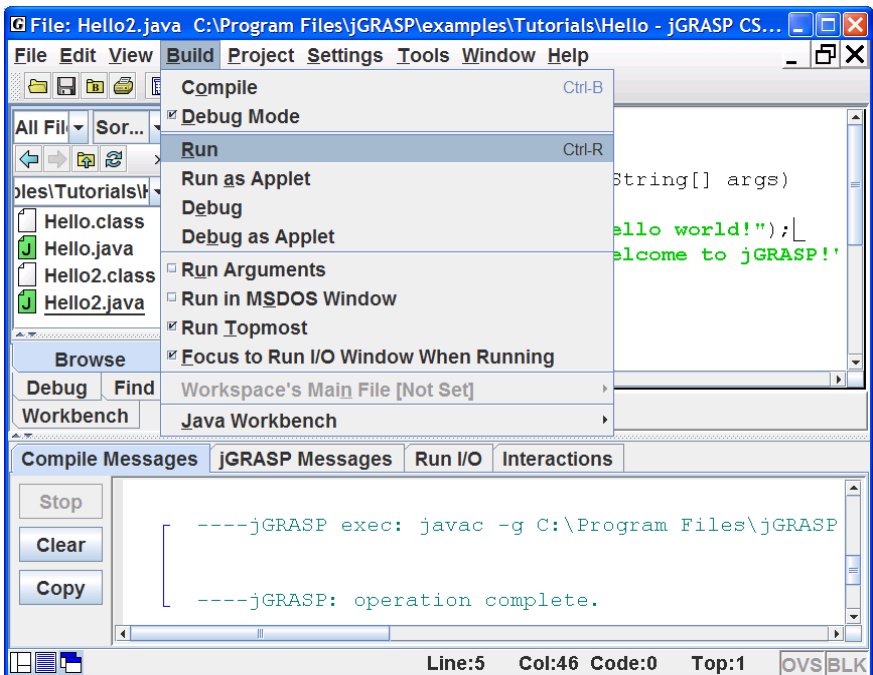 File: Hello2.java C:\Program Files\jGRASP\examples\Tutorials\Hello - jGRASP CS...
File Edit View Build Project Settings Tools Window Help
Compile Ctrl-B
Debug Mode
Run Ctrl-R
Run as Applet
Debug
Debug as Applet
Run Arguments
Run in MSDOS Window
Run Topmost
Focus to Run I/O Window When Running
Workspace's Main File [Not Set]
Java Workbench
All Fil Sor...
ples\Tutorials\H
Hello.class
Hello.java
Hello2.class
Hello2.java
Browse
Debug Find
Workbench
String[] args)
ello world!");
elcome to jGRASP!'
Compile Messages jGRASP Messages Run I/O Interactions
Stop
Clear
Copy
----jGRASP exec: javac -g C:\Program Files\jGRASP
----jGRASP: operation complete.
Line:5 Col:46 Code:0 Top:1 OVS BLK